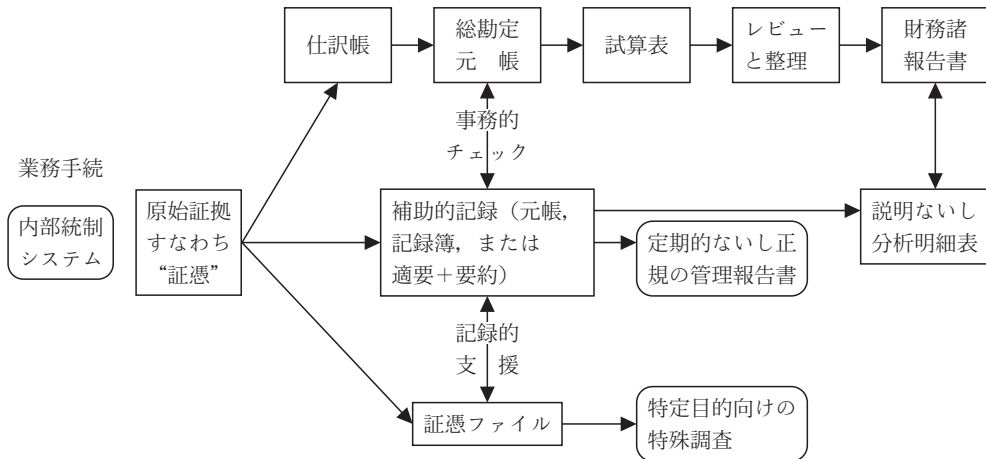 仕訳帳
総勘定
元　帳
試算表
レビュー
と整理
財務諸
報告書
事務的
チェック
業務手続
内部統制
システム
原始証拠
すなわち
“証憑”
補助的記録（元帳，
記録簿，または
適要＋要約）
定期的ないし正
規の管理報告書
説明ないし
分析明細表
記録的
支　援
証憑ファイル
特定目的向けの
特殊調査